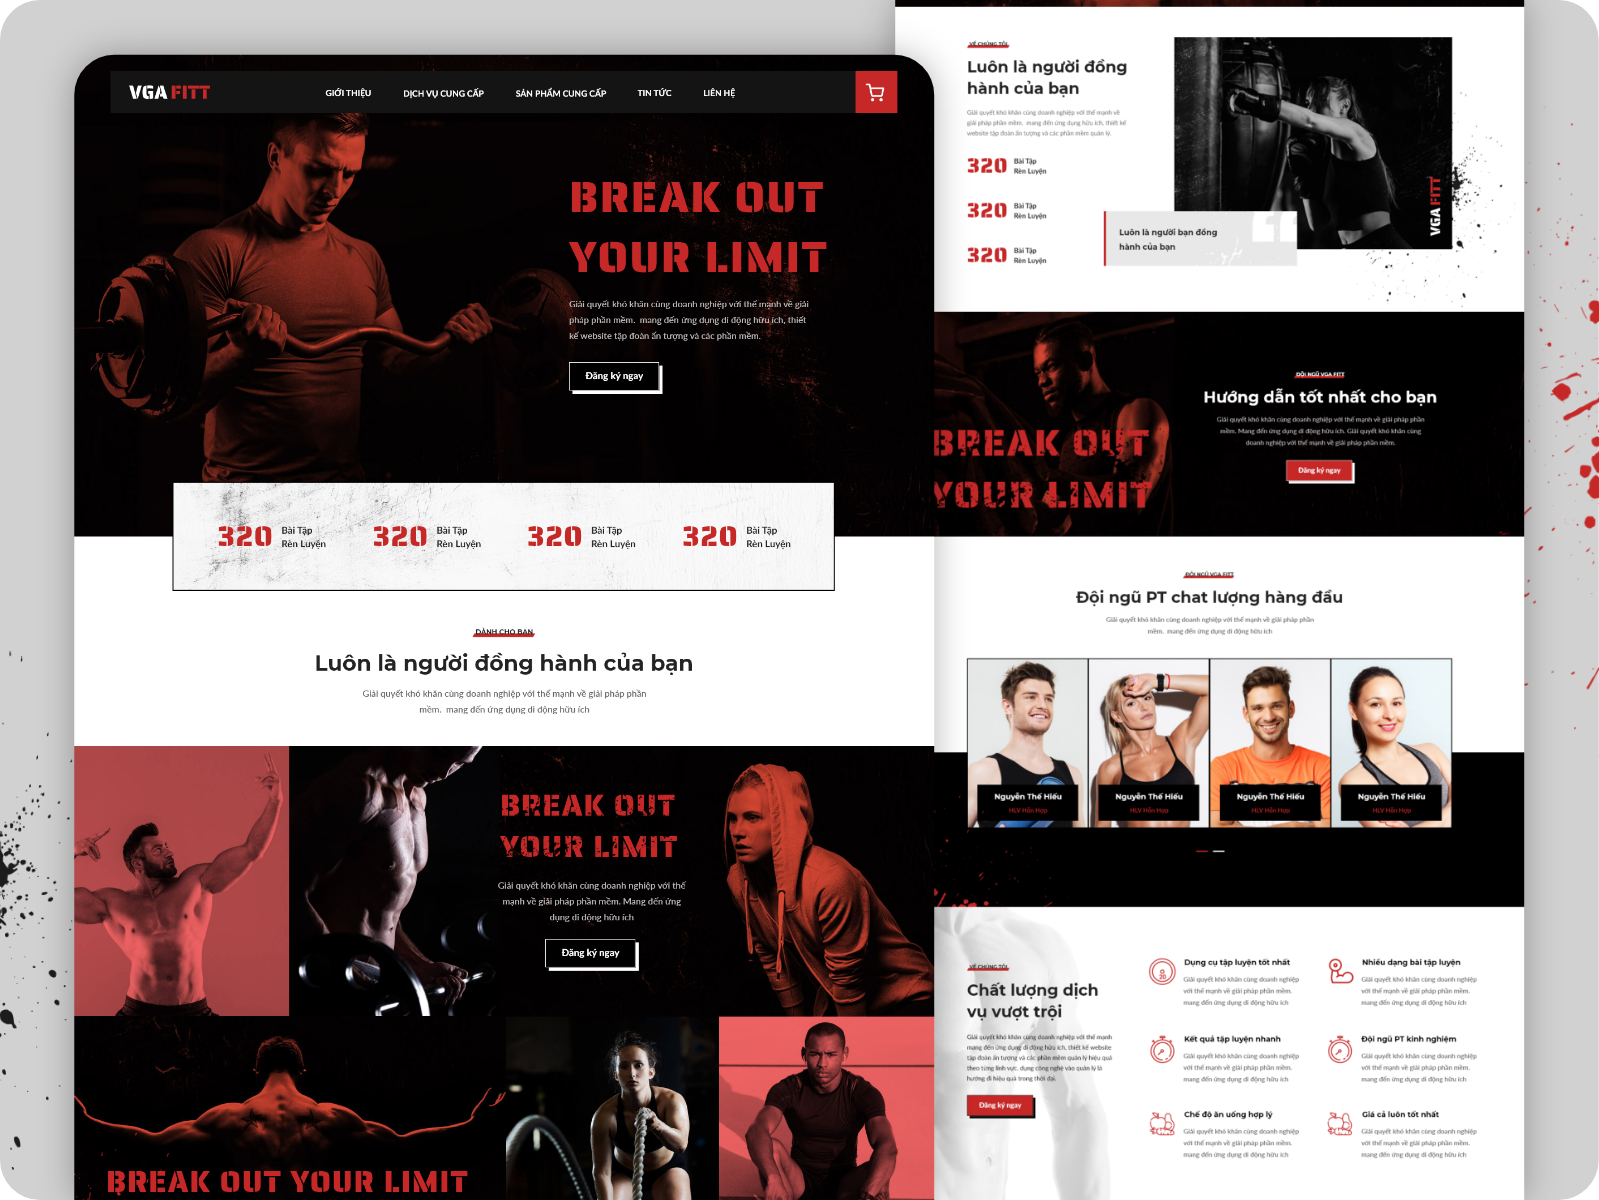 VGA FITT
GIỚI THIỆU
DỊCH VỤ CUNG CẤP
SẢN PHẨM CUNG CẤP
TIN TỨC
LIÊN HỆ
BREAK OUT
YOUR LIMIT
Giải quyết khó khăn cùng doanh nghiệp với thế mạnh về giải
pháp phần mềm. mang đến ứng dụng di động hữu ích, thiết
kế website tập đoàn ấn tượng và các phần mềm.
Đăng ký ngay
320
Bài Tập
Rèn Luyện
320
Bài Tập
Rèn Luyện
320
Bài Tập
Rèn Luyện
320
Bài Tập
Rèn Luyện
DÀNH CHO BẠN
Luôn là người đồng hành của bạn
Giải quyết khó khăn cùng doanh nghiệp với thế mạnh về giải pháp phần
mềm. mang đến ứng dụng di động hữu ích
BREAK OUT
YOUR LIMIT
Giải quyết khó khăn cùng doanh nghiệp với thế
mạnh về giải pháp phần mềm. Mang đến ứng
dụng di động hữu ích
Đăng ký ngay
BREAK OUT YOUR LIMIT
VỀ CHÚNG TÔI
Luôn là người đồng
hành của bạn
Giải quyết khó khăn cùng doanh nghiệp với thế mạnh về
giải pháp phần mềm. mang đến ứng dụng di động hữu ích, thiết kế
website tập đoàn ấn tượng và các phần mềm quản lý.
320
Bài Tập
Rèn Luyện
320
Bài Tập
Rèn Luyện
320
Bài Tập
Rèn Luyện
VGA FITT
Luôn là người bạn đồng
hành của bạn
BREAK OUT
YOUR LIMIT
ĐỘI NGŨ VGA FITT
Hướng dẫn tốt nhất cho bạn
Giải quyết khó khăn cùng doanh nghiệp với thế mạnh về giải pháp phần
mềm. Mang đến ứng dụng di động hữu ích. Giải quyết khó khăn cùng
doanh nghiệp với thế mạnh về giải pháp phần mềm.
Đăng ký ngay
ĐỘI NGŨ VGA FITT
Đội ngũ PT chat lượng hàng đầu
Giải quyết khó khăn cùng doanh nghiệp với thế mạnh về giải pháp phần
mềm. mang đến ứng dụng di động hữu ích
Nguyễn Thế Hiếu
HLV Hỗn Hợp
Nguyễn Thế Hiếu
HLV Hỗn Hợp
Nguyễn Thế Hiếu
HLV Hỗn Hợp
Nguyễn Thế Hiếu
HLV Hỗn Hợp
VỀ CHÚNG TÔI
Chất lượng dịch
vụ vượt trội
Giải quyết khó khăn cùng doanh nghiệp với thế mạnh
mang đến ứng dụng di động hữu ích, thiết kế website
tập đoàn ấn tượng và các phần mềm quản lý hiệu quả
theo từng lĩnh vực. dụng công nghệ vào quản lý là
hướng đi hiệu quả trong thời đại.
Đăng ký ngay
20
Dụng cụ tập luyện tốt nhất
Giải quyết khó khăn cùng doanh nghiệp
với thế mạnh về giải pháp phần mềm.
mang đến ứng dụng di động hữu ích
Nhiều dạng bài tập luyện
Giải quyết khó khăn cùng doanh nghiệp
với thế mạnh về giải pháp phần mềm.
mang đến ứng dụng di động hữu ích
Kết quả tập luyện nhanh
Giải quyết khó khăn cùng doanh nghiệp
với thế mạnh về giải pháp phần mềm.
mang đến ứng dụng di động hữu ích
Đội ngũ PT kinh nghiệm
Giải quyết khó khăn cùng doanh nghiệp
với thế mạnh về giải pháp phần mềm.
mang đến ứng dụng di động hữu ích
Chế độ ăn uống hợp lý
Giải quyết khó khăn cùng doanh nghiệp
với thế mạnh về giải pháp phần mềm.
mang đến ứng dụng di động hữu ích
Giá cả luôn tốt nhất
Giải quyết khó khăn cùng doanh nghiệp
với thế mạnh về giải pháp phần mềm.
mang đến ứng dụng di động hữu ích